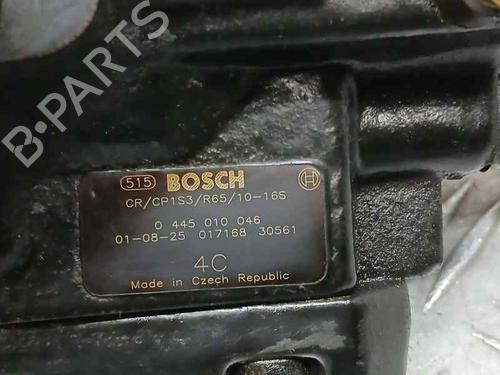 B-PARTS
515 BOSCH
CR/CP1S3/R65/10-16S
0 445 010 046
01-08-25 017168 30561
4C
Made in Czech Republic